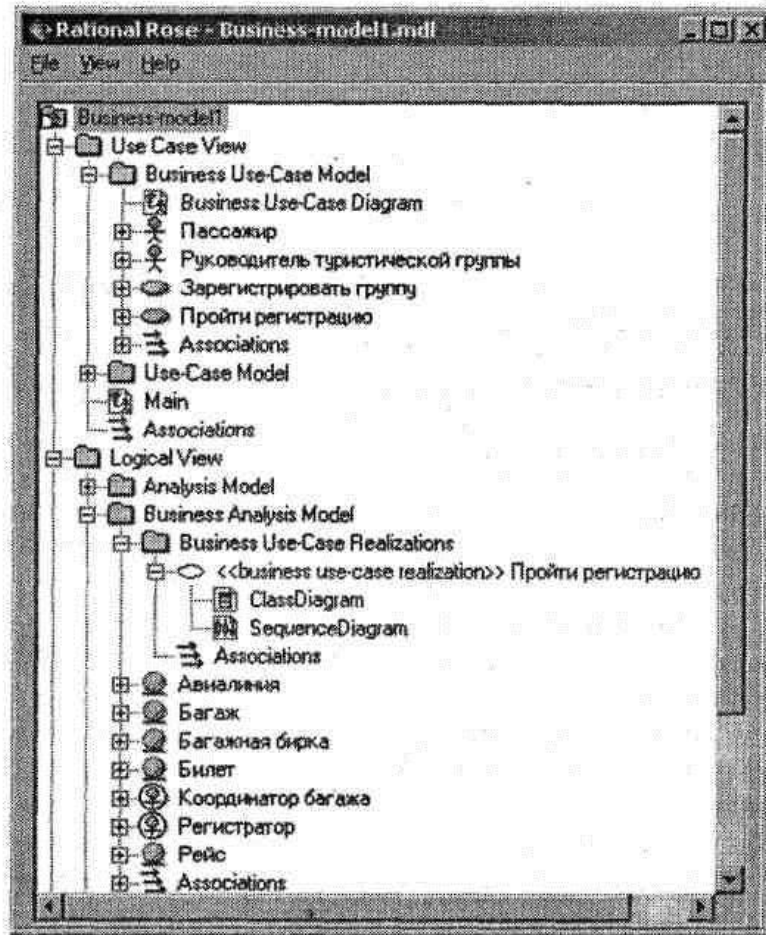 Rational Rose - Business-model1.mdl
File View Help
Business-model1
Use Case View
Business Use-Case Model
Business Use-Case Diagram
Пассажир
Руководитель туристической группы
Зарегистрировать группу
Пройти регистрацию
Associations
Use-Case Model
Main
Associations
Logical View
Analysis Model
Business Analysis Model
Business Use-Case Realizations
<<business use-case realization>> Пройти регистрацию
ClassDiagram
SequenceDiagram
Associations
Авиалиния
Багаж
Багажная бирка
Билет
Координатор багажа
Регистратор
Рейс
Associations